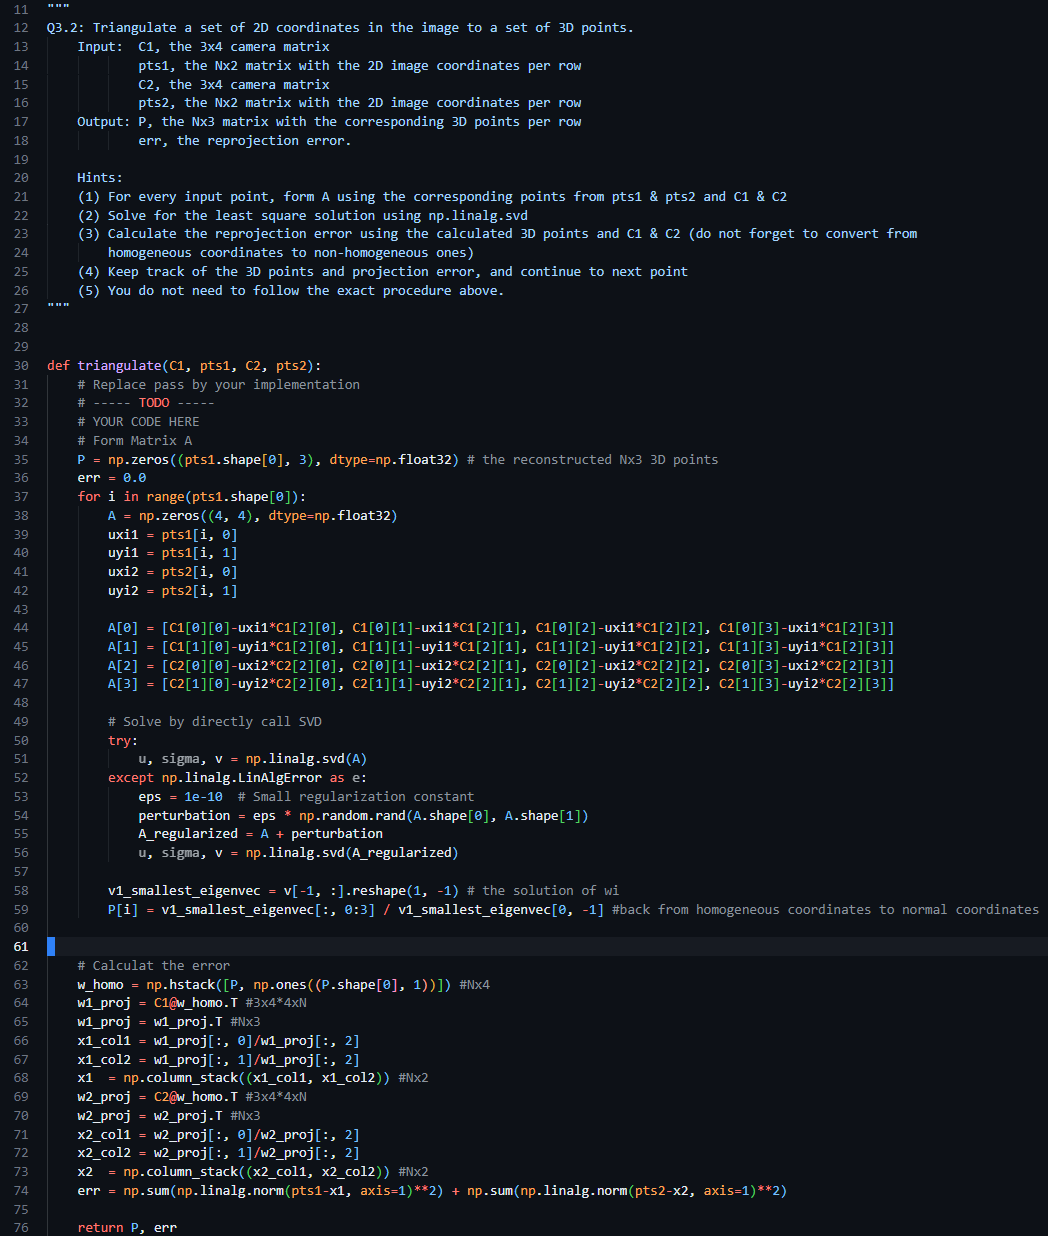 11 """
12 Q3.2: Triangulate a set of 2D coordinates in the image to a set of 3D points.
13     Input:  C1, the 3x4 camera matrix
14             pts1, the Nx2 matrix with the 2D image coordinates per row
15             C2, the 3x4 camera matrix
16             pts2, the Nx2 matrix with the 2D image coordinates per row
17     Output: P, the Nx3 matrix with the corresponding 3D points per row
18             err, the reprojection error.
19
20     Hints:
21     (1) For every input point, form A using the corresponding points from pts1 & pts2 and C1 & C2
22     (2) Solve for the least square solution using np.linalg.svd
23     (3) Calculate the reprojection error using the calculated 3D points and C1 & C2 (do not forget to convert from
24         homogeneous coordinates to non-homogeneous ones)
25     (4) Keep track of the 3D points and projection error, and continue to next point
26     (5) You do not need to follow the exact procedure above.
27 """
28
29
30 def triangulate(C1, pts1, C2, pts2):
31     # Replace pass by your implementation
32     # ----- TODO -----
33     # YOUR CODE HERE
34     # Form Matrix A
35     P = np.zeros((pts1.shape[0], 3), dtype=np.float32) # the reconstructed Nx3 3D points
36     err = 0.0
37     for i in range(pts1.shape[0]):
38         A = np.zeros((4, 4), dtype=np.float32)
39         uxi1 = pts1[i, 0]
40         uyi1 = pts1[i, 1]
41         uxi2 = pts2[i, 0]
42         uyi2 = pts2[i, 1]
43
44         A[0] = [C1[0][0]-uxi1*C1[2][0], C1[0][1]-uxi1*C1[2][1], C1[0][2]-uxi1*C1[2][2], C1[0][3]-uxi1*C1[2][3]]
45         A[1] = [C1[1][0]-uyi1*C1[2][0], C1[1][1]-uyi1*C1[2][1], C1[1][2]-uyi1*C1[2][2], C1[1][3]-uyi1*C1[2][3]]
46         A[2] = [C2[0][0]-uxi2*C2[2][0], C2[0][1]-uxi2*C2[2][1], C2[0][2]-uxi2*C2[2][2], C2[0][3]-uxi2*C2[2][3]]
47         A[3] = [C2[1][0]-uyi2*C2[2][0], C2[1][1]-uyi2*C2[2][1], C2[1][2]-uyi2*C2[2][2], C2[1][3]-uyi2*C2[2][3]]
48
49         # Solve by directly call SVD
50         try:
51             u, sigma, v = np.linalg.svd(A)
52         except np.linalg.LinAlgError as e:
53             eps = 1e-10  # Small regularization constant
54             perturbation = eps * np.random.rand(A.shape[0], A.shape[1])
55             A_regularized = A + perturbation
56             u, sigma, v = np.linalg.svd(A_regularized)
57
58         v1_smallest_eigenvec = v[-1, :].reshape(1, -1) # the solution of wi
59         P[i] = v1_smallest_eigenvec[:, 0:3] / v1_smallest_eigenvec[0, -1] #back from homogeneous coordinates to normal coordinates
60
61
62     # Calculat the error
63     w_homo = np.hstack([P, np.ones((P.shape[0], 1))]) #Nx4
64     w1_proj = C1@w_homo.T #3x4*4xN
65     w1_proj = w1_proj.T #Nx3
66     x1_col1 = w1_proj[:, 0]/w1_proj[:, 2]
67     x1_col2 = w1_proj[:, 1]/w1_proj[:, 2]
68     x1  = np.column_stack((x1_col1, x1_col2)) #Nx2
69     w2_proj = C2@w_homo.T #3x4*4xN
70     w2_proj = w2_proj.T #Nx3
71     x2_col1 = w2_proj[:, 0]/w2_proj[:, 2]
72     x2_col2 = w2_proj[:, 1]/w2_proj[:, 2]
73     x2  = np.column_stack((x2_col1, x2_col2)) #Nx2
74     err = np.sum(np.linalg.norm(pts1-x1, axis=1)**2) + np.sum(np.linalg.norm(pts2-x2, axis=1)**2)
75
76     return P, err